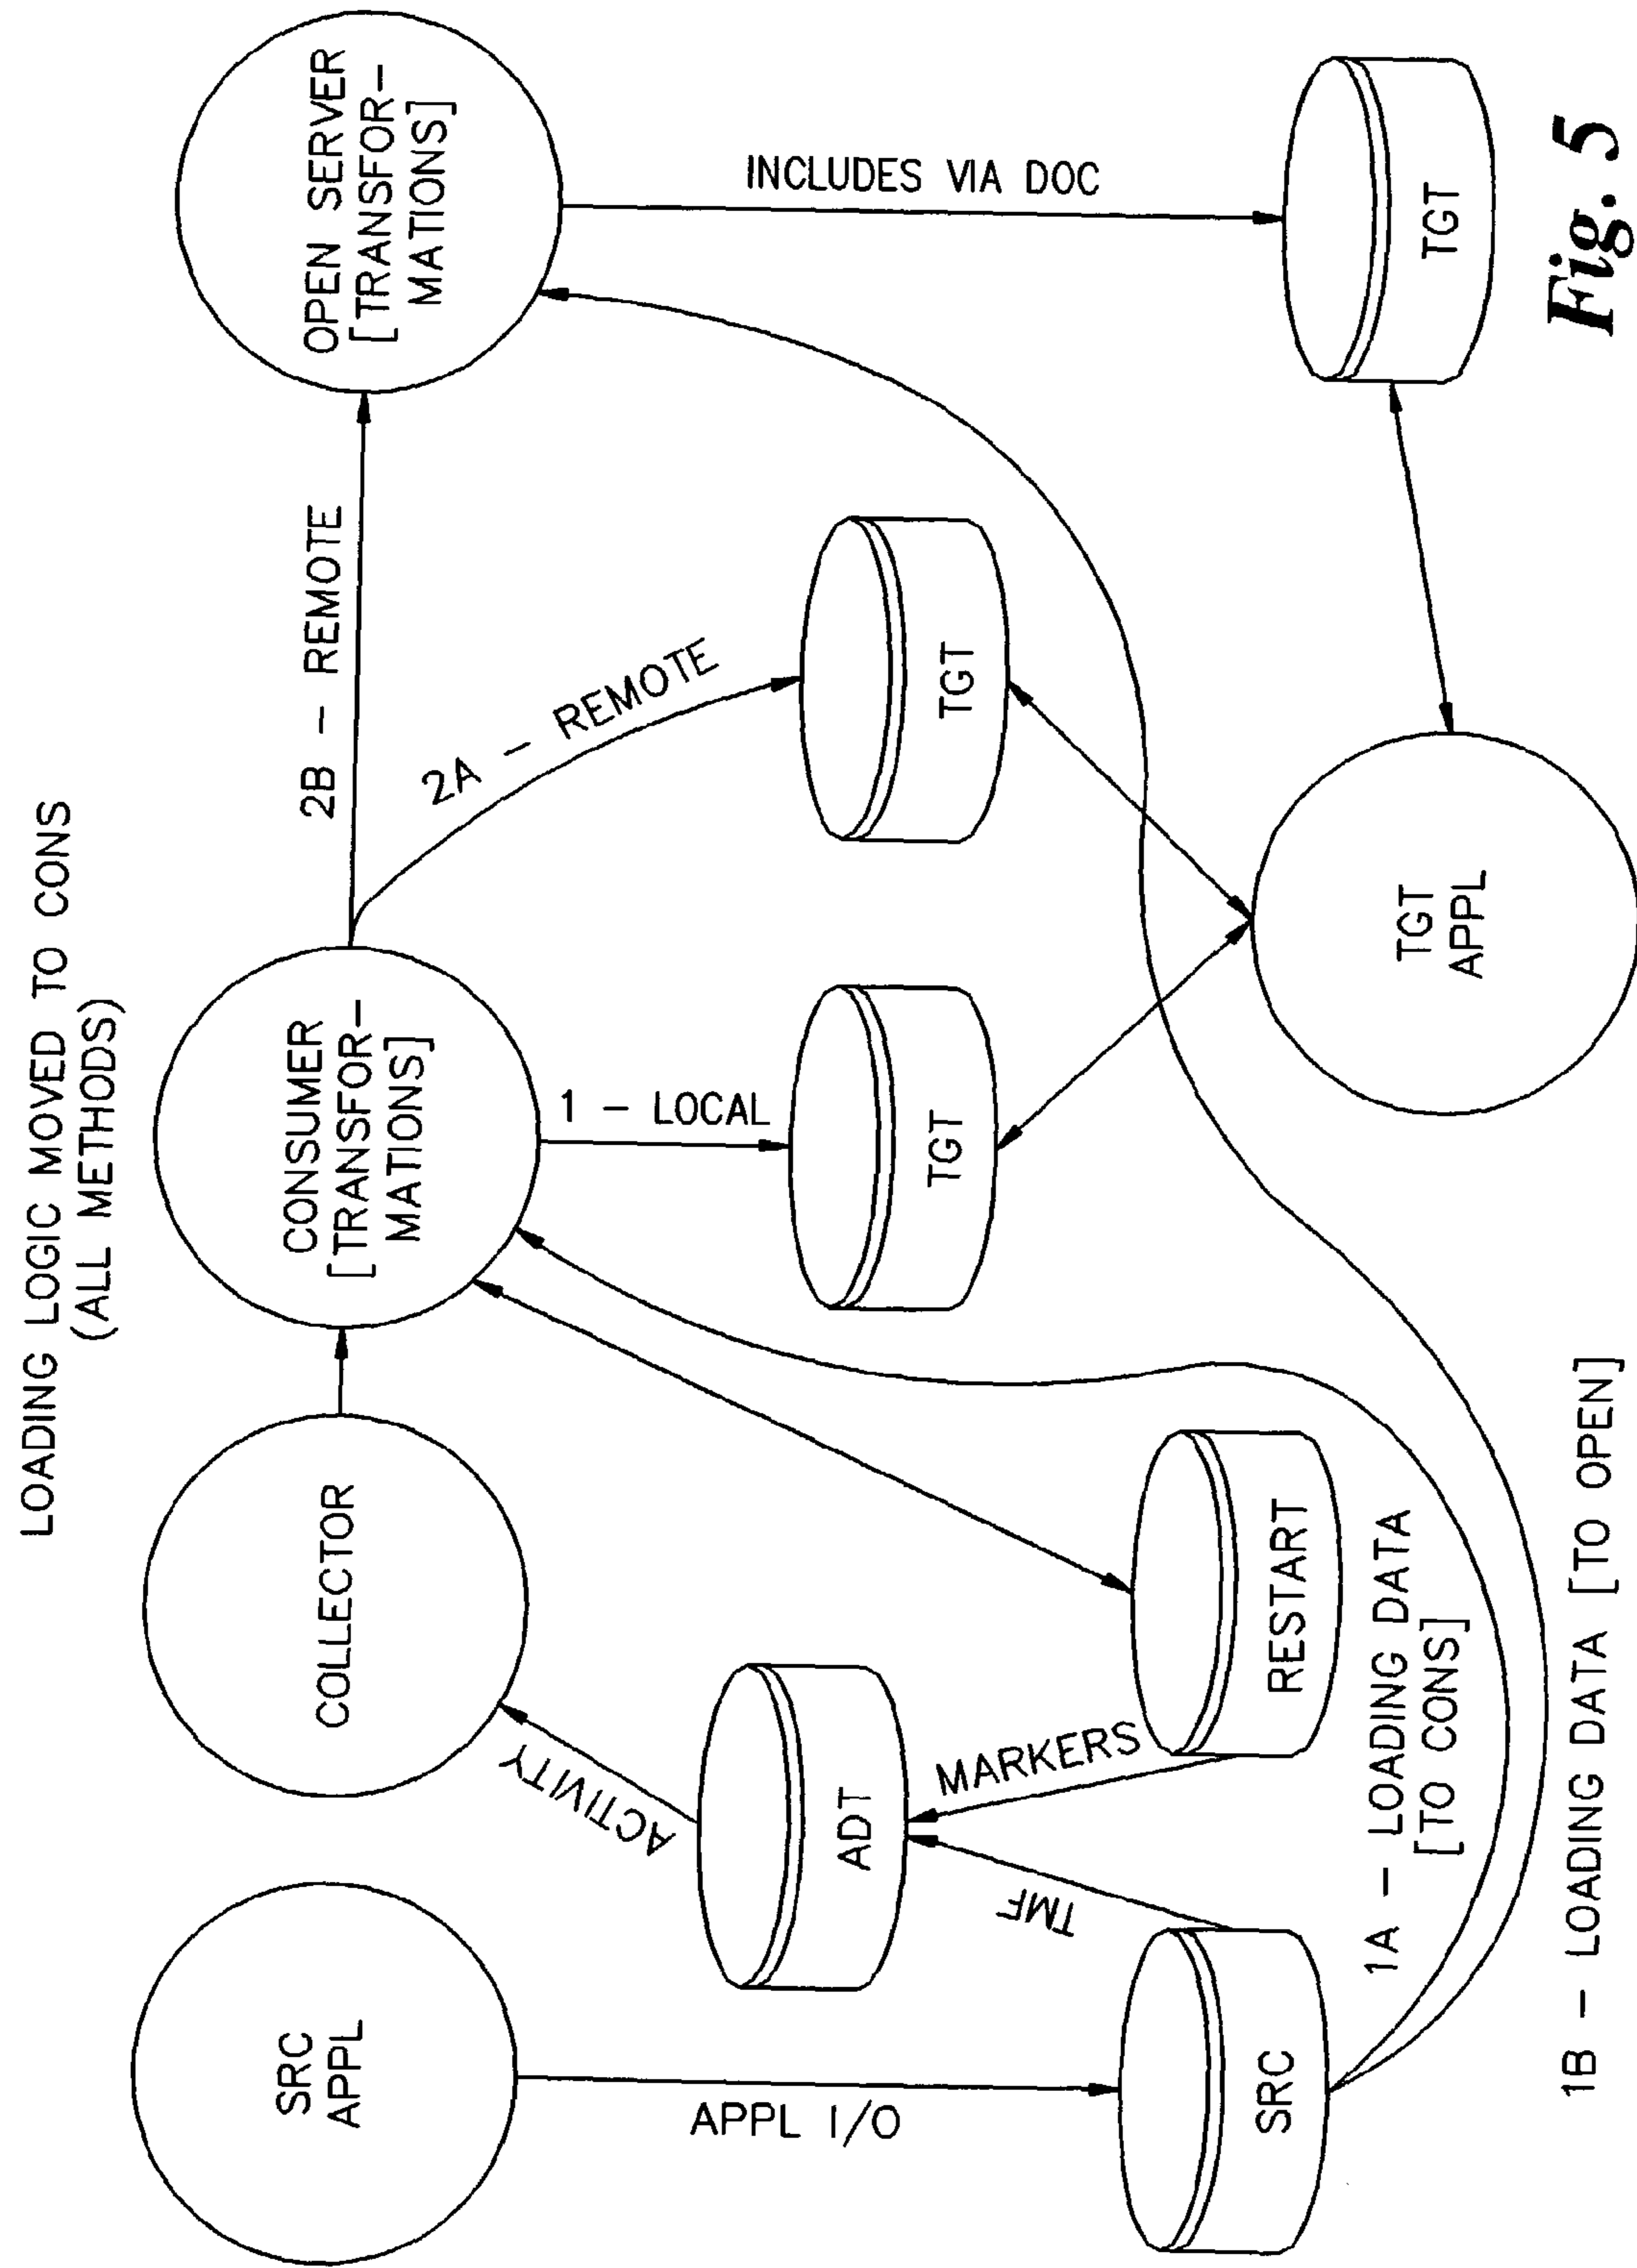 LOADING LOGIC MOVED TO CONS
(ALL METHODS)
SRC
APPL
COLLECTOR
CONSUMER
[TRANSFOR-
MATIONS]
OPEN SERVER
[TRANSFOR-
MATIONS]
2B - REMOTE
2A - REMOTE
1 - LOCAL
INCLUDES VIA DOC
ACTIVITY
APPL I/O
ADT
MARKERS
TMF
SRC
RESTART
TGT
TGT
TGT
TGT
APPL
1A - LOADING DATA
[TO CONS]
1B - LOADING DATA [TO OPEN]
Fig. 5